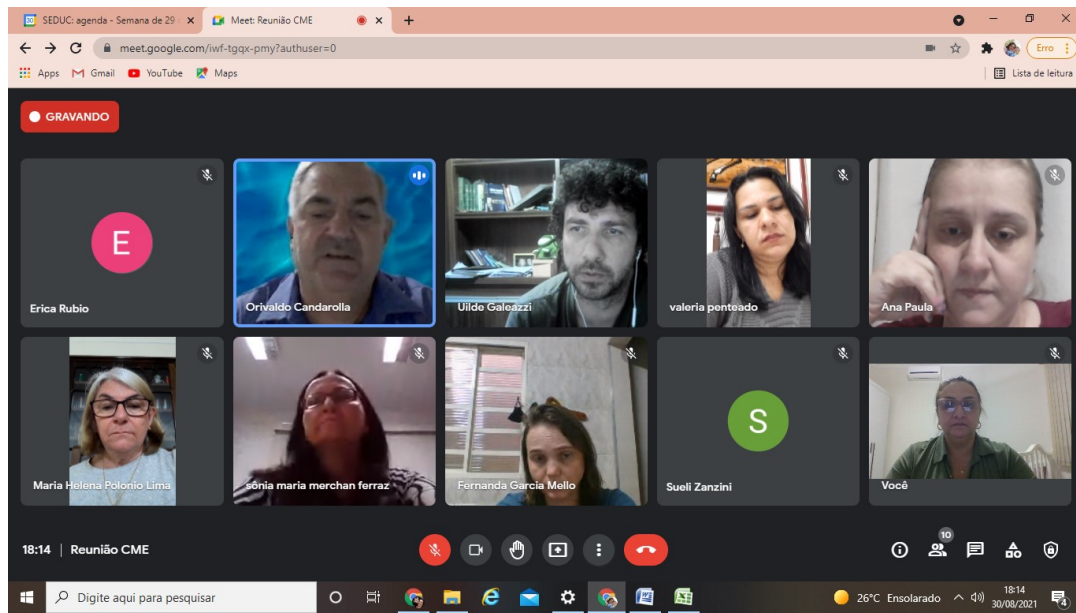 SEDUC: agenda - Semana de 29
Meet: Reunião CME
meet.google.com/iwf-tgqx-pmy?authuser=0
Erro
Apps
Gmail
YouTube
Maps
Lista de leitura
GRAVANDO
E
Erica Rubio
Orivaldo Candarolla
Uilde Galeazzi
valeria penteado
Ana Paula
Maria Helena Polonio Lima
sônia maria merchan ferraz
Fernanda Garcia Mello
S
Sueli Zanzini
Você
18:14 | Reunião CME
10
Digite aqui para pesquisar
26°C Ensolarado
18:14
30/08/2021
4